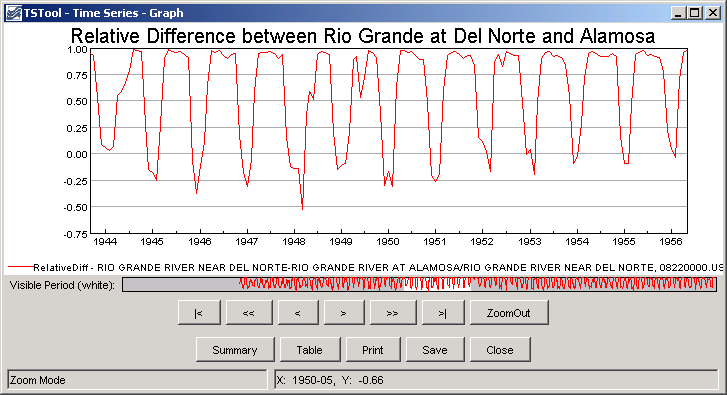 TSTool - Time Series - Graph
Relative Difference between Rio Grande at Del Norte and Alamosa
1.00
0.75
0.50
0.25
0.00
-0.25
-0.50
-0.75
1944 1945 1946 1947 1948 1949 1950 1951 1952 1953 1954 1955 1956
RelativeDiff - RIO GRANDE RIVER NEAR DEL NORTE-RIO GRANDE RIVER AT ALAMOSA/RIO GRANDE RIVER NEAR DEL NORTE, 08220000.US
Visible Period (white):
|< << < > >> >| ZoomOut
Summary Table Print Save Close
Zoom Mode X: 1950-05, Y: -0.66